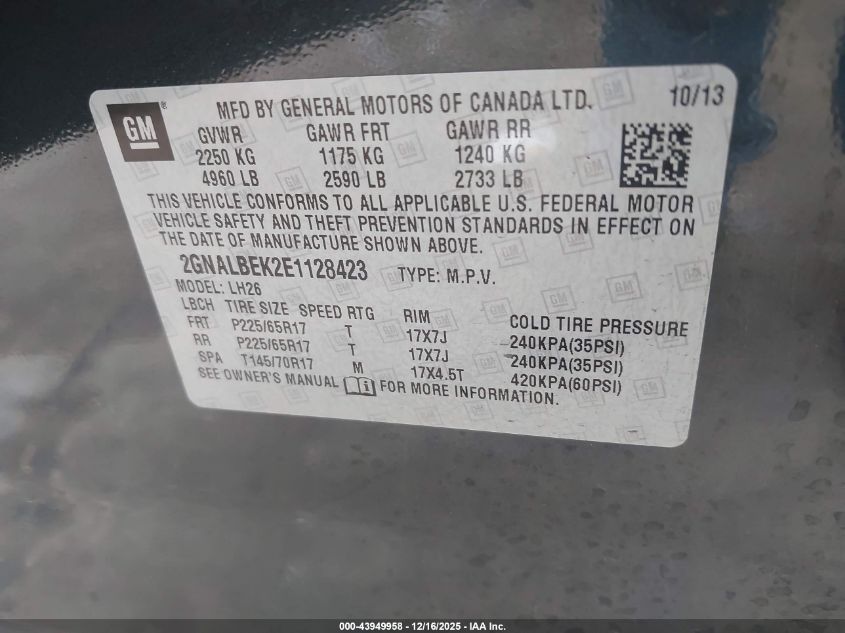 GM ® MFD BY GENERAL MOTORS OF CANADA LTD. 10/13
GVWR GAWR FRT GAWR RR
2250 KG 1175 KG 1240 KG
4960 LB 2590 LB 2733 LB
THIS VEHICLE CONFORMS TO ALL APPLICABLE U.S. FEDERAL MOTOR
VEHICLE SAFETY AND THEFT PREVENTION STANDARDS IN EFFECT ON
THE DATE OF MANUFACTURE SHOWN ABOVE.
2GNALBEK2E1128423 TYPE: M.P.V.
MODEL: LH26
LBCH TIRE SIZE SPEED RTG RIM COLD TIRE PRESSURE
FRT P225/65R17 T 17X7J 240KPA(35PSI)
RR P225/65R17 T 17X7J 240KPA(35PSI)
SPA T145/70R17 M 17X4.5T 420KPA(60PSI)
SEE OWNER'S MANUAL FOR MORE INFORMATION.
000-43949958 - 12/16/2025 - IAA Inc.